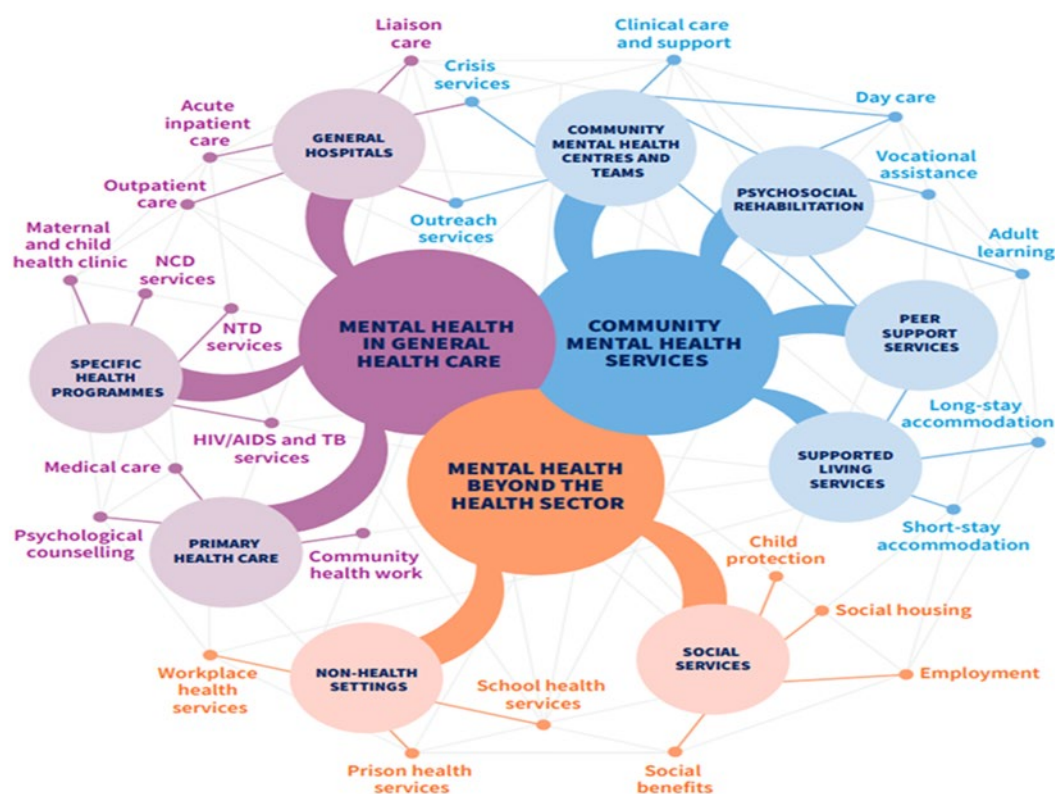 Liaison
care
Clinical care
and support
Crisis
services
Acute
inpatient
care
GENERAL
HOSPITALS
COMMUNITY
MENTAL HEALTH
CENTRES AND
TEAMS
Day care
Vocational
assistance
PSYCHOSOCIAL
REHABILITATION
Outpatient
care
Outreach
services
Maternal
and child
health clinic
NCD
services
Adult
learning
NTD
services
MENTAL HEALTH
IN GENERAL
HEALTH CARE
COMMUNITY
MENTAL HEALTH
SERVICES
PEER
SUPPORT
SERVICES
SPECIFIC
HEALTH
PROGRAMMES
HIV/AIDS and TB
services
Long-stay
accommodation
MENTAL HEALTH
BEYOND THE
HEALTH SECTOR
SUPPORTED
LIVING
SERVICES
Medical care
Psychological
counselling
PRIMARY
HEALTH CARE
Community
health work
Short-stay
accommodation
Child
protection
Social housing
Workplace
health
services
NON-HEALTH
SETTINGS
School health
services
SOCIAL
SERVICES
Employment
Prison health
services
Social
benefits